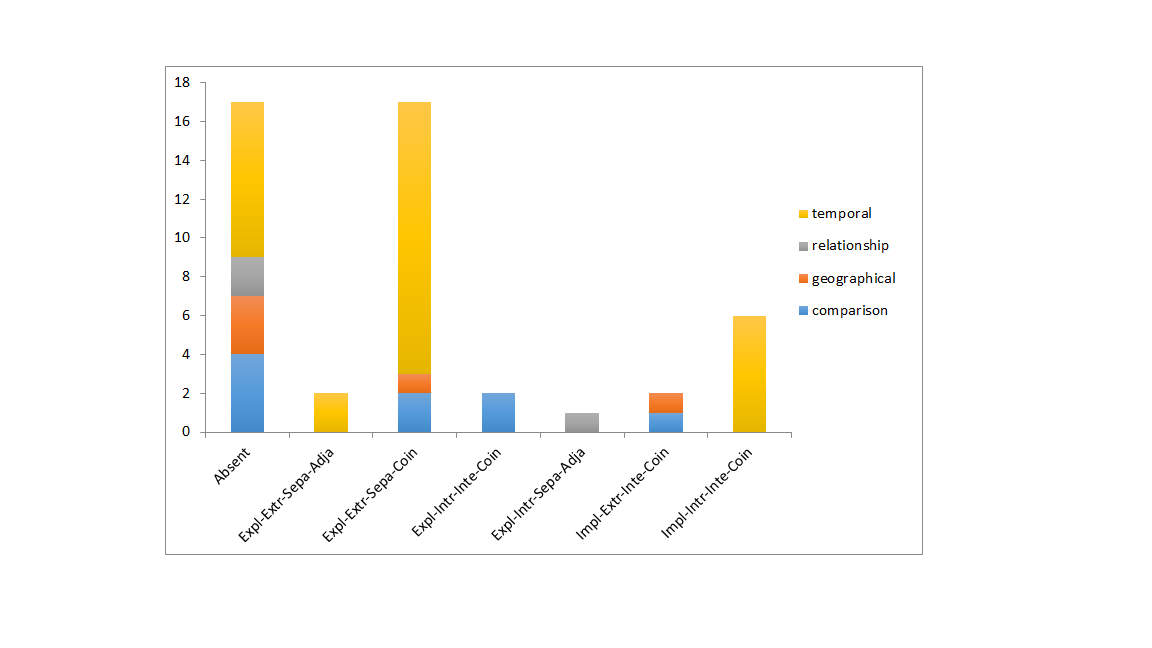 18
16
14
12
10
8
6
4
2
0
Absent
Expl-Extr-Sepa-Adja
Expl-Extr-Sepa-Coin
Expl-Intr-Inte-Coin
Expl-Intr-Sepa-Adja
Impl-Extr-Inte-Coin
Impl-Intr-Inte-Coin
temporal
relationship
geographical
comparison